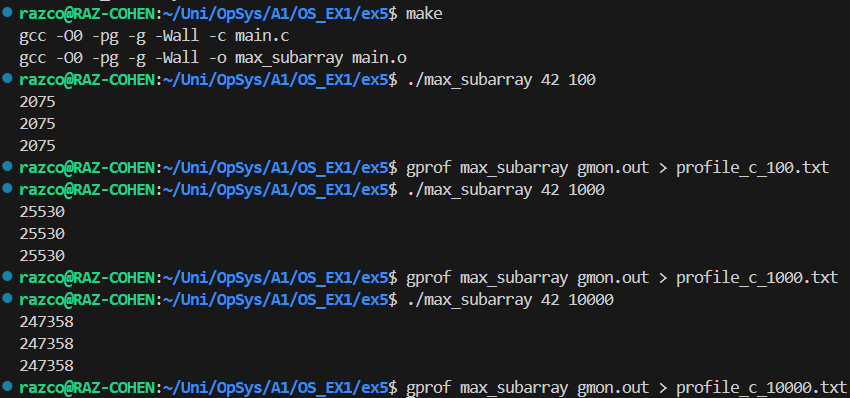 razco@RAZ-COHEN:~/Uni/OpSys/A1/OS_EX1/ex5$ make
gcc -O0 -pg -g -Wall -c main.c
gcc -O0 -pg -g -Wall -o max_subarray main.o
razco@RAZ-COHEN:~/Uni/OpSys/A1/OS_EX1/ex5$ ./max_subarray 42 100
2075
2075
2075
razco@RAZ-COHEN:~/Uni/OpSys/A1/OS_EX1/ex5$ gprof max_subarray gmon.out > profile_c_100.txt
razco@RAZ-COHEN:~/Uni/OpSys/A1/OS_EX1/ex5$ ./max_subarray 42 1000
25530
25530
25530
razco@RAZ-COHEN:~/Uni/OpSys/A1/OS_EX1/ex5$ gprof max_subarray gmon.out > profile_c_1000.txt
razco@RAZ-COHEN:~/Uni/OpSys/A1/OS_EX1/ex5$ ./max_subarray 42 10000
247358
247358
247358
razco@RAZ-COHEN:~/Uni/OpSys/A1/OS_EX1/ex5$ gprof max_subarray gmon.out > profile_c_10000.txt